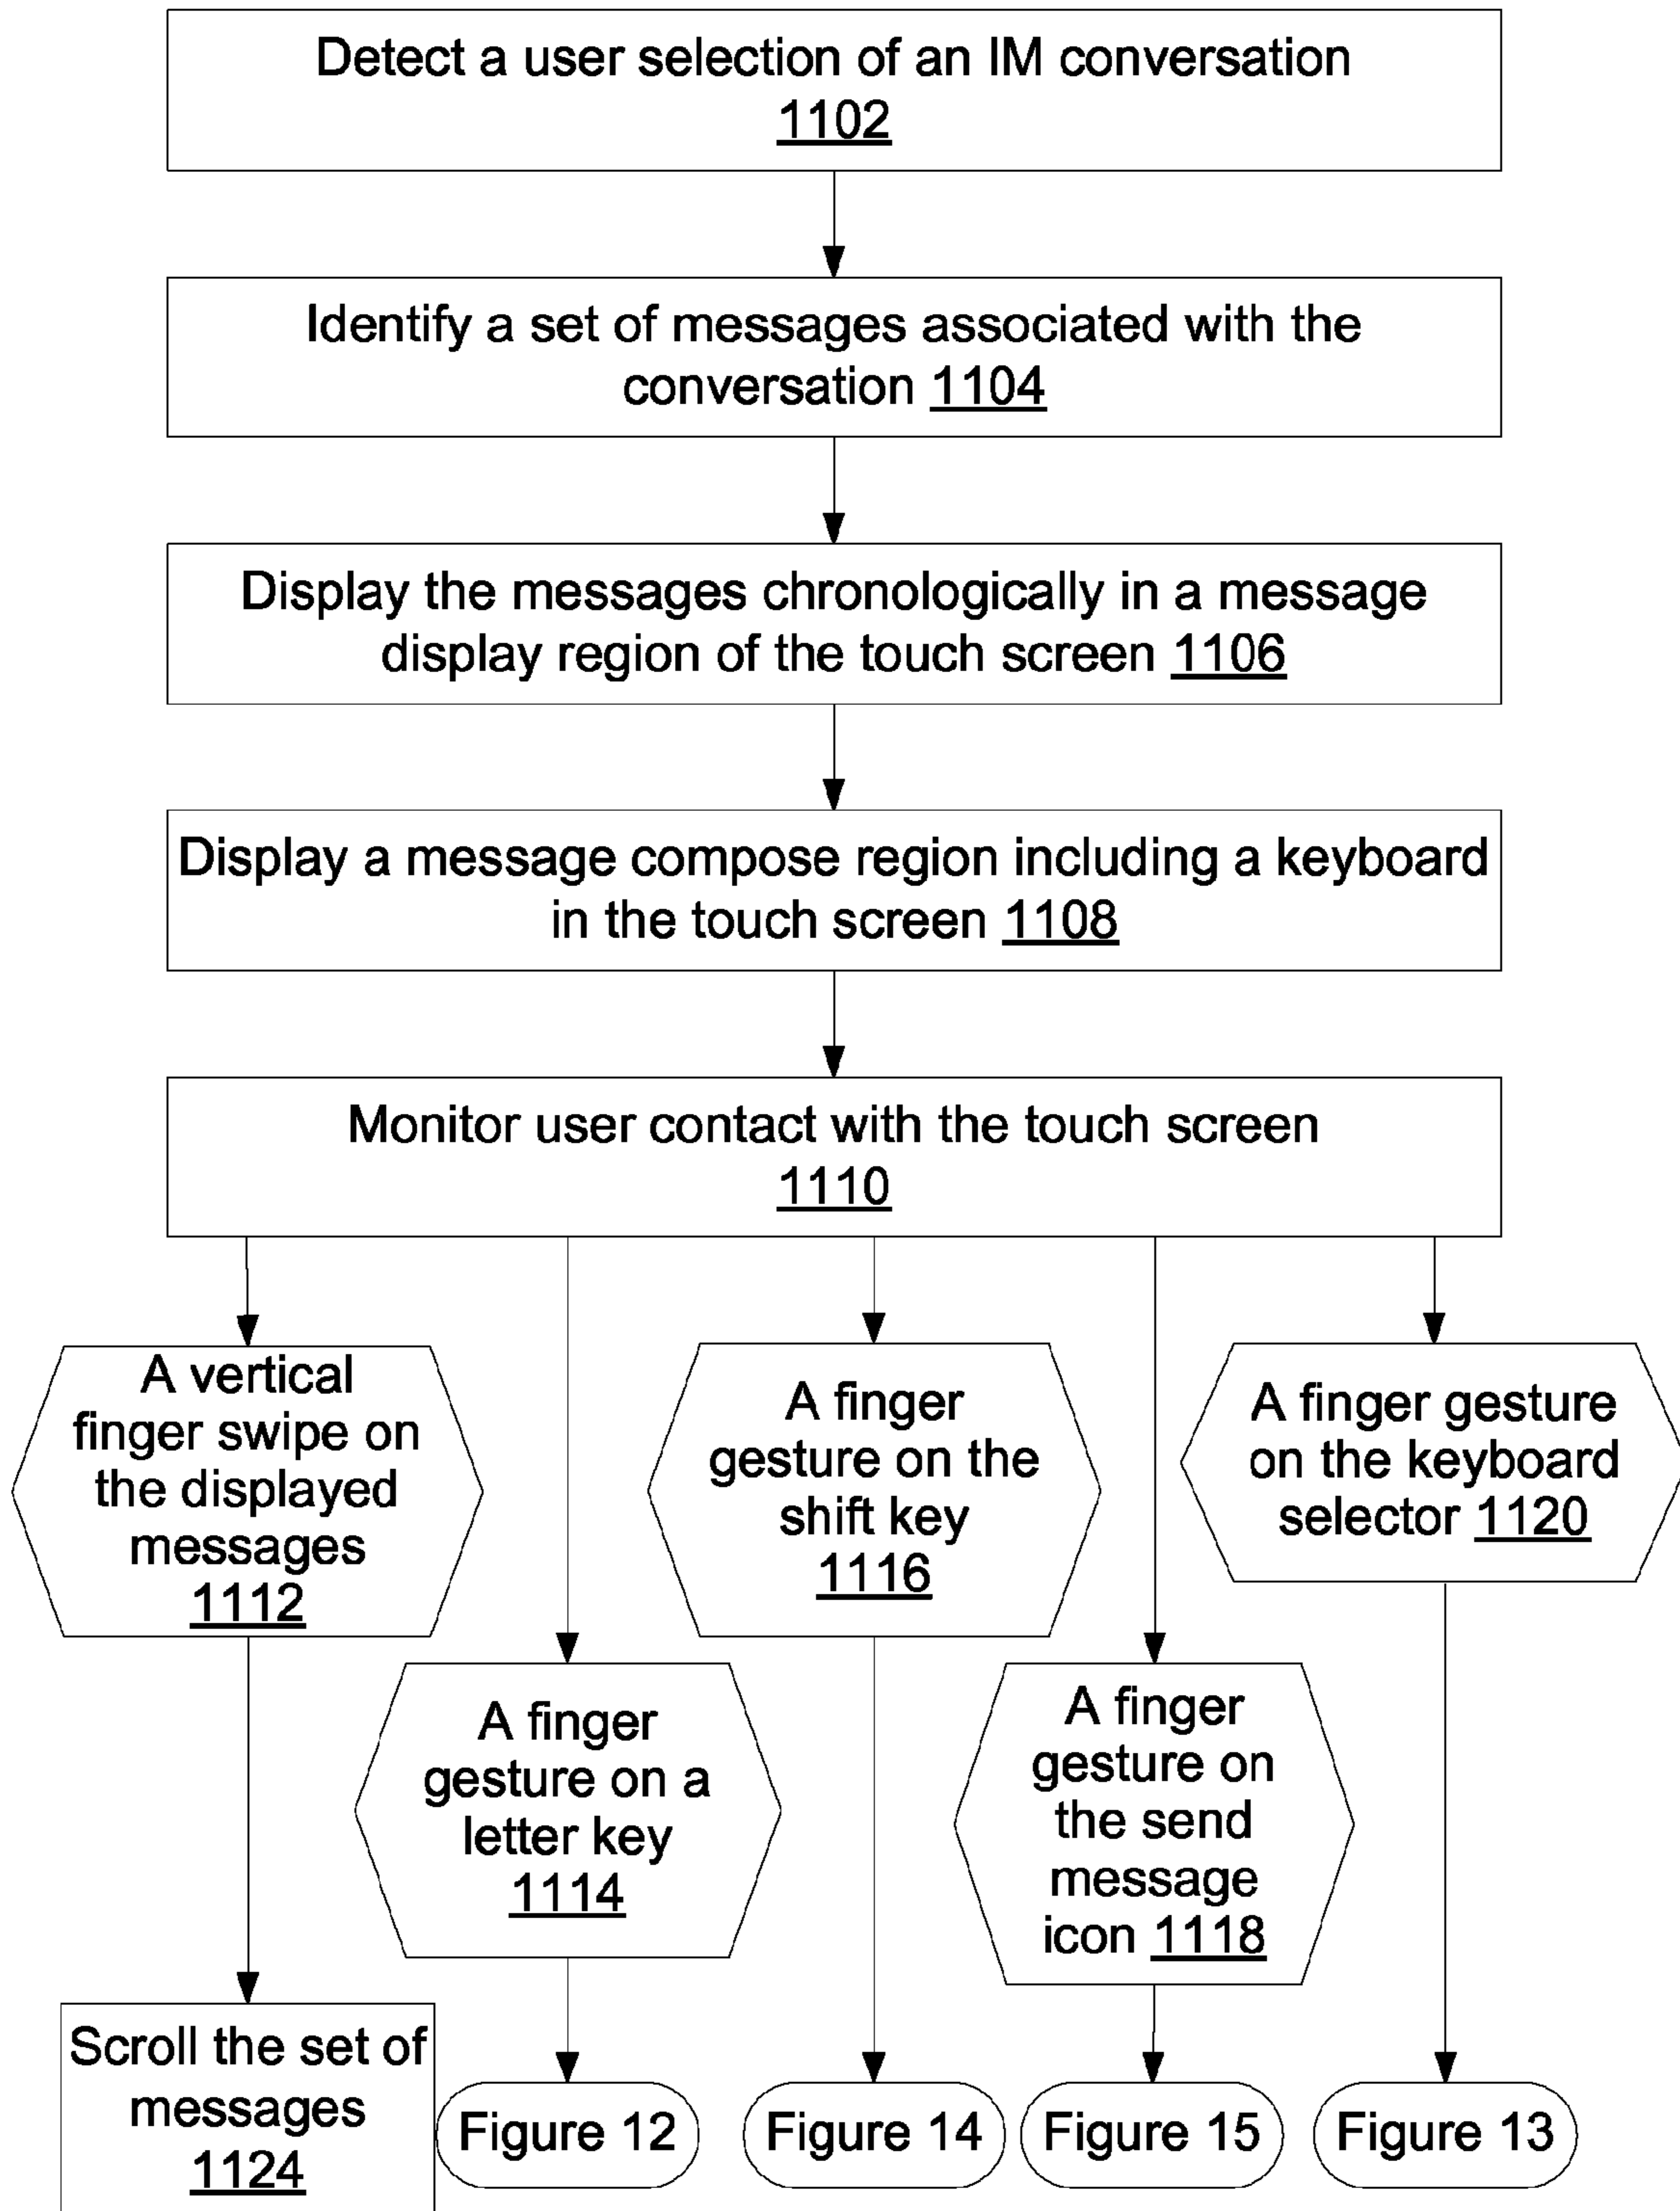 Detect a user selection of an IM conversation
1102
Identify a set of messages associated with the
conversation 1104
Display the messages chronologically in a message
display region of the touch screen 1106
Display a message compose region including a keyboard
in the touch screen 1108
Monitor user contact with the touch screen
1110
A vertical
finger swipe on
the displayed
messages
1112
A finger
gesture on a
letter key
1114
A finger
gesture on the
shift key
1116
A finger
gesture on
the send
message
icon 1118
A finger gesture
on the keyboard
selector 1120
Scroll the set of
messages
1124
Figure 12
Figure 14
Figure 15
Figure 13